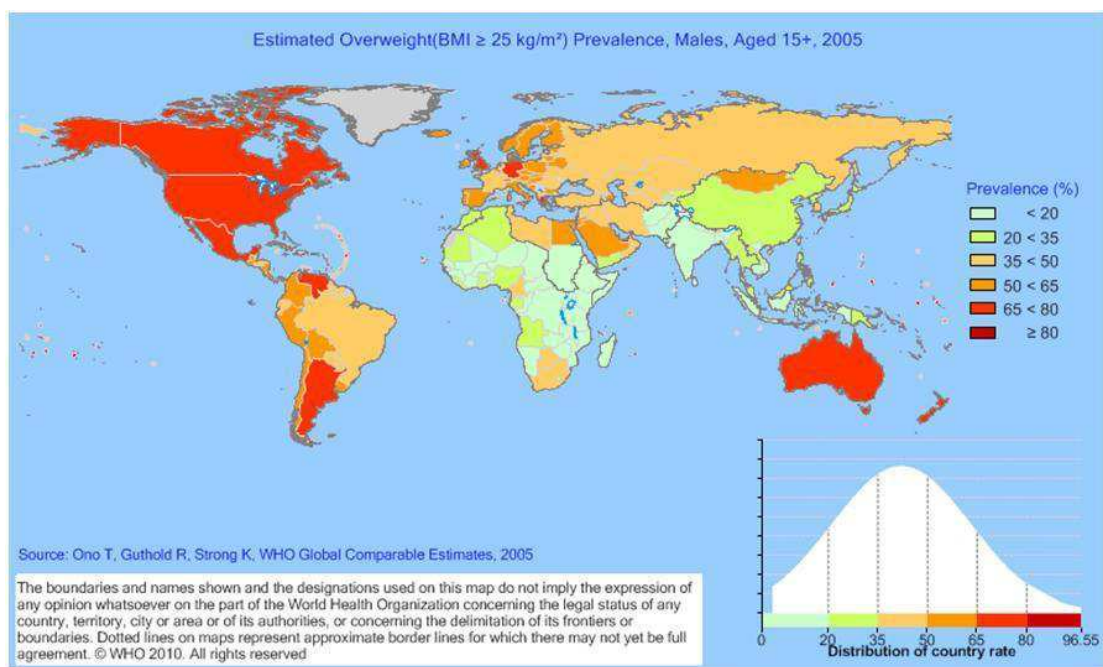 Estimated Overweight(BMI ≥ 25 kg/m²) Prevalence, Males, Aged 15+, 2005
Prevalence (%)
< 20
20 < 35
35 < 50
50 < 65
65 < 80
≥ 80
Source: Ono T, Guthold R, Strong K, WHO Global Comparable Estimates, 2005
The boundaries and names shown and the designations used on this map do not imply the expression of
any opinion whatsoever on the part of the World Health Organization concerning the legal status of any
country, territory, city or area or of its authorities, or concerning the delimitation of its frontiers or
boundaries. Dotted lines on maps represent approximate border lines for which there may not yet be full
agreement. © WHO 2010. All rights reserved
0 20 35 50 65 80 96.55
Distribution of country rate